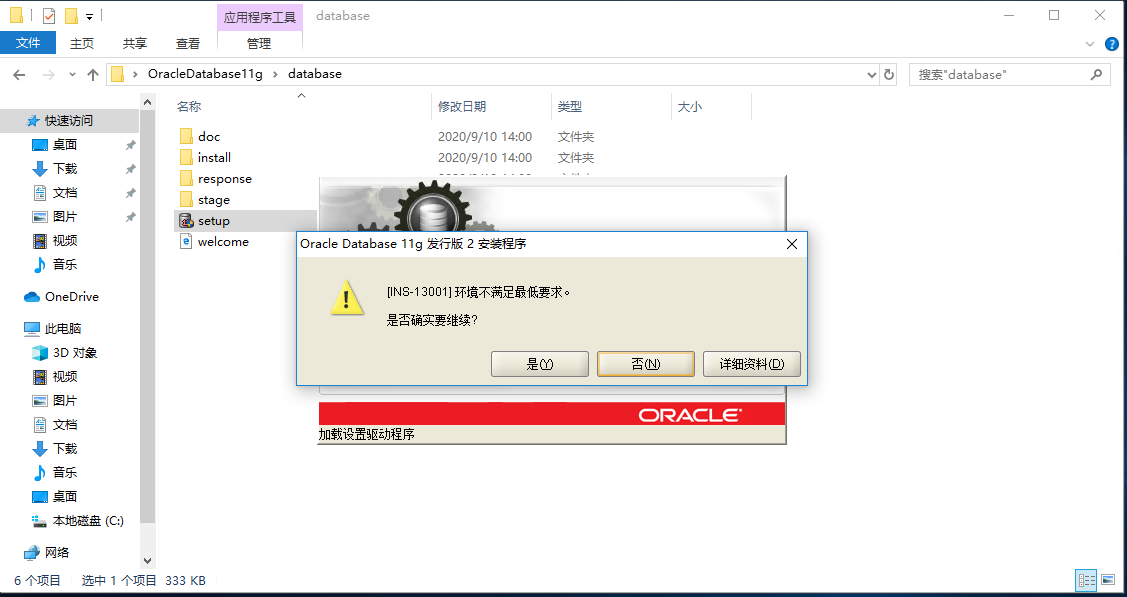 应用程序工具
database
文件
主页
共享
查看
管理
OracleDatabase11g
database
搜索"database"
名称
修改日期
类型
大小
快速访问
桌面
下载
文档
图片
视频
音乐
OneDrive
此电脑
3D 对象
视频
图片
文档
下载
音乐
桌面
本地磁盘 (C:)
网络
doc 2020/9/10 14:00 文件夹
install 2020/9/10 14:00 文件夹
response
stage
setup
welcome
Oracle Database 11g 发行版 2 安装程序
[INS-13001] 环境不满足最低要求。
是否确实要继续?
是(Y)
否(N)
详细资料(D)
ORACLE
加载设置驱动程序
6 个项目
选中 1 个项目 333 KB